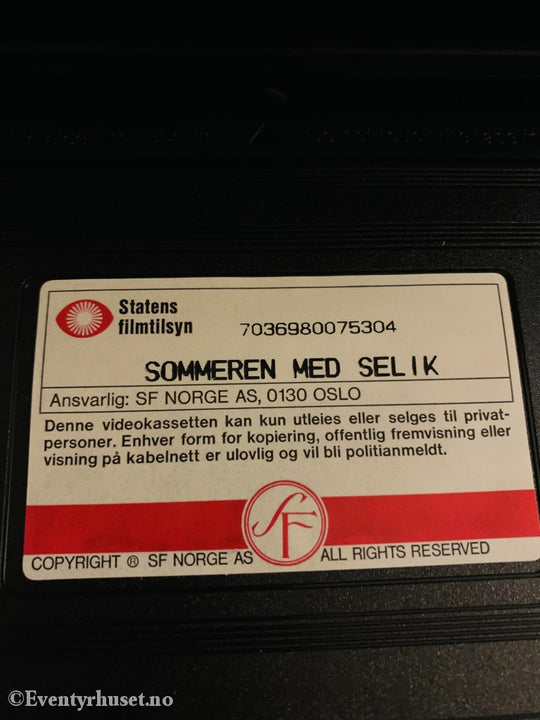 Statens
filmtilsyn
7036980075304
SOMMEREN MED SELIK
Ansvarlig: SF NORGE AS, 0130 OSLO
Denne videokassetten kan kun utleies eller selges til privat-
personer. Enhver form for kopiering, offentlig fremvisning eller
visning på kabelnett er ulovlig og vil bli politianmeldt.
SF
COPYRIGHT ® SF NORGE AS ALL RIGHTS RESERVED
©Eventyrhuset.no